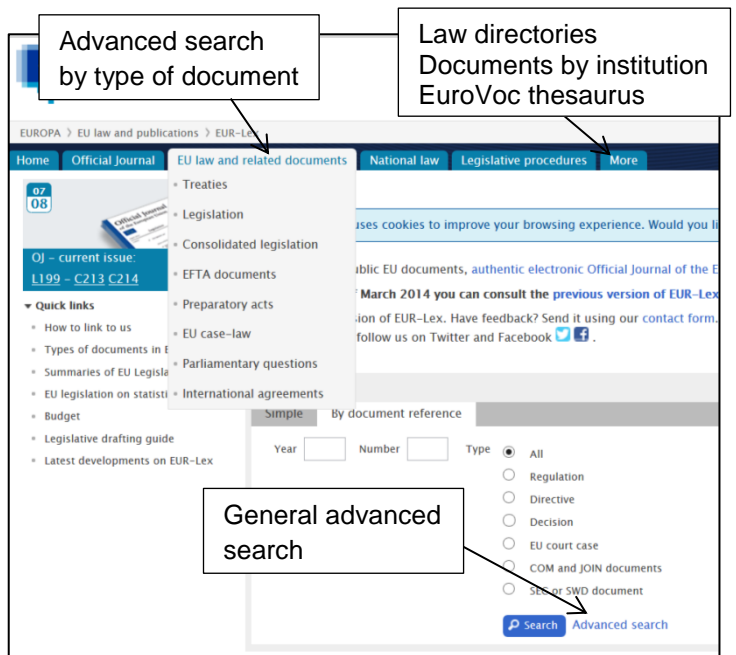 Advanced search
by type of document
Law directories
Documents by institution
EuroVoc thesaurus
EUROPA > EU law and publications > EUR-Lex
Home Official Journal EU law and related documents National law Legislative procedures More
07
08
Official Journal
OJ – current issue:
L199 – C213 C214
Quick links
How to link to us
Types of documents in E
Summaries of EU Legisla
EU legislation on statisti
Budget
Legislative drafting guide
Latest developments on EUR-Lex
Treaties
Legislation
Consolidated legislation
EFTA documents
Preparatory acts
EU case-law
Parliamentary questions
International agreements
uses cookies to improve your browsing experience. Would you li
ublic EU documents, authentic electronic Official Journal of the E
March 2014 you can consult the previous version of EUR-Lex
ion of EUR-Lex. Have feedback? Send it using our contact form.
follow us on Twitter and Facebook .
Simple By document reference
Year Number Type All
Regulation
Directive
Decision
EU court case
COM and JOIN documents
SEC or SWD document
General advanced
search
Search Advanced search